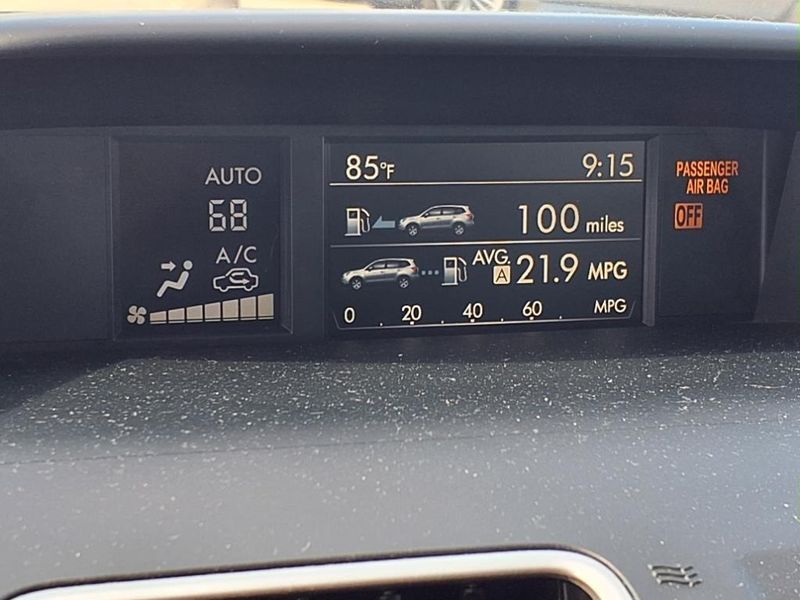 AUTO
68
A/C
85°F 9:15
100 miles
AVG.
A 21.9 MPG
0 20 40 60 MPG
PASSENGER
AIR BAG
OFF